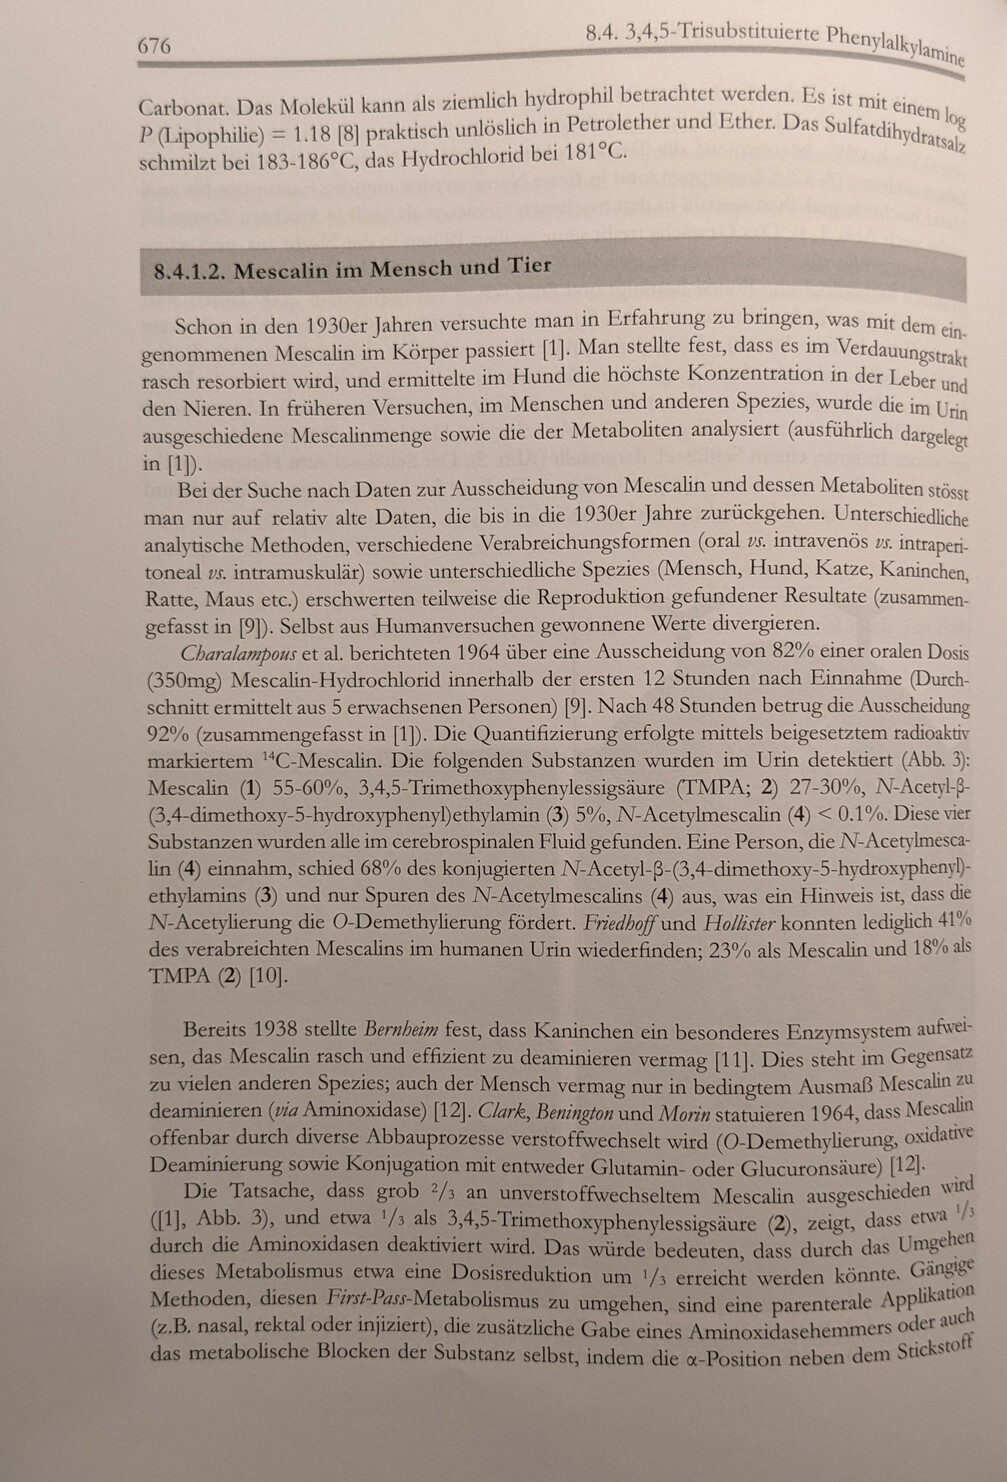 676
8.4. 3,4,5-Trisubstituierte Phenylalkylamine
Carbonat. Das Molekül kann als ziemlich hydrophil betrachtet werden. Es ist mit einem log
P (Lipophilie) = 1.18 [8] praktisch unlöslich in Petrolether und Ether. Das Sulfatdihydratsalz
schmilzt bei 183-186°C, das Hydrochlorid bei 181°C.
8.4.1.2. Mescalin im Mensch und Tier
Schon in den 1930er Jahren versuchte man in Erfahrung zu bringen, was mit dem ein-
genommenen Mescalin im Körper passiert [1]. Man stellte fest, dass es im Verdauungstrakt
rasch resorbiert wird, und ermittelte im Hund die höchste Konzentration in der Leber und
den Nieren. In früheren Versuchen, im Menschen und anderen Spezies, wurde die im Urin
ausgeschiedene Mescalinmenge sowie die der Metaboliten analysiert (ausführlich dargelegt
in [1]).
Bei der Suche nach Daten zur Ausscheidung von Mescalin und dessen Metaboliten stösst
man nur auf relativ alte Daten, die bis in die 1930er Jahre zurückgehen. Unterschiedliche
analytische Methoden, verschiedene Verabreichungsformen (oral vs. intravenös vs. intraperi-
toneal vs. intramuskulär) sowie unterschiedliche Spezies (Mensch, Hund, Katze, Kaninchen,
Ratte, Maus etc.) erschwerten teilweise die Reproduktion gefundener Resultate (zusammen-
gefasst in [9]). Selbst aus Humanversuchen gewonnene Werte divergieren.
Charalampous et al. berichteten 1964 über eine Ausscheidung von 82% einer oralen Dosis
(350mg) Mescalin-Hydrochlorid innerhalb der ersten 12 Stunden nach Einnahme (Durch-
schnitt ermittelt aus 5 erwachsenen Personen) [9]. Nach 48 Stunden betrug die Ausscheidung
92% (zusammengefasst in [1]). Die Quantifizierung erfolgte mittels beigesetztem radioaktiv
markiertem ¹⁴C-Mescalin. Die folgenden Substanzen wurden im Urin detektiert (Abb. 3):
Mescalin (1) 55-60%, 3,4,5-Trimethoxyphenylessigsäure (TMPA; 2) 27-30%, N-Acetyl-β-
(3,4-dimethoxy-5-hydroxyphenyl)ethylamin (3) 5%, N-Acetylmescalin (4) < 0.1%. Diese vier
Substanzen wurden alle im cerebrospinalen Fluid gefunden. Eine Person, die N-Acetylmesca-
lin (4) einnahm, schied 68% des konjugierten N-Acetyl-β-(3,4-dimethoxy-5-hydroxyphenyl)-
ethylamins (3) und nur Spuren des N-Acetylmescalins (4) aus, was ein Hinweis ist, dass die
N-Acetylierung die O-Demethylierung fördert. Friedhoff und Hollister konnten lediglich 41%
des verabreichten Mescalins im humanen Urin wiederfinden; 23% als Mescalin und 18% als
TMPA (2) [10].
Bereits 1938 stellte Bernheim fest, dass Kaninchen ein besonderes Enzymsystem aufwei-
sen, das Mescalin rasch und effizient zu deaminieren vermag [11]. Dies steht im Gegensatz
zu vielen anderen Spezies; auch der Mensch vermag nur in bedingtem Ausmaß Mescalin zu
deaminieren (via Aminoxidase) [12]. Clark, Benington und Morin statuieren 1964, dass Mescalin
offenbar durch diverse Abbauprozesse verstoffwechselt wird (O-Demethylierung, oxidative
Deaminierung sowie Konjugation mit entweder Glutamin- oder Glucuronsäure) [12].
Die Tatsache, dass grob ²/₃ an unverstoffwechseltem Mescalin ausgeschieden wird
([1], Abb. 3), und etwa ¹/₃ als 3,4,5-Trimethoxyphenylessigsäure (2), zeigt, dass etwa ¹/₃
durch die Aminoxidasen deaktiviert wird. Das würde bedeuten, dass durch das Umgehen
dieses Metabolismus etwa eine Dosisreduktion um ¹/₃ erreicht werden könnte. Gängige
Methoden, diesen First-Pass-Metabolismus zu umgehen, sind eine parenterale Applikation
(z.B. nasal, rektal oder injiziert), die zusätzliche Gabe eines Aminoxidasehemmers oder auch
das metabolische Blocken der Substanz selbst, indem die α-Position neben dem Stickstoff